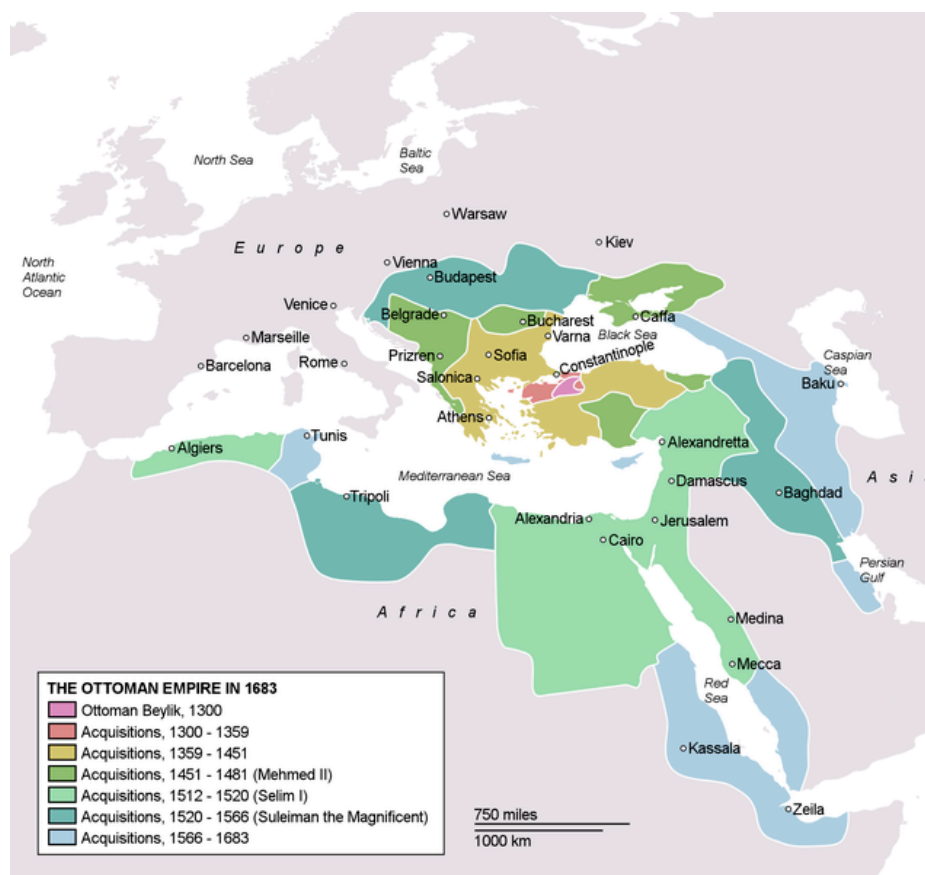 North Sea
Baltic
Sea
Warsaw
Europe
Kiev
North
Atlantic
Ocean
Vienna
Budapest
Venice
Belgrade
Bucharest
Caffa
Black Sea
Varna
Marseille
Prizren
Sofia
Constantinople
Caspian
Sea
Barcelona
Rome
Salonica
Baku
Athens
Tunis
Algiers
Alexandretta
Mediterranean Sea
Asi
Damascus
Baghdad
Tripoli
Alexandria
Jerusalem
Cairo
Persian
Gulf
Africa
Medina
Mecca
Red
Sea
Kassala
Zeila
THE OTTOMAN EMPIRE IN 1683
Ottoman Beylik, 1300
Acquisitions, 1300 - 1359
Acquisitions, 1359 - 1451
Acquisitions, 1451 - 1481 (Mehmed II)
Acquisitions, 1512 - 1520 (Selim I)
Acquisitions, 1520 - 1566 (Suleiman the Magnificent)
Acquisitions, 1566 - 1683
750 miles
1000 km